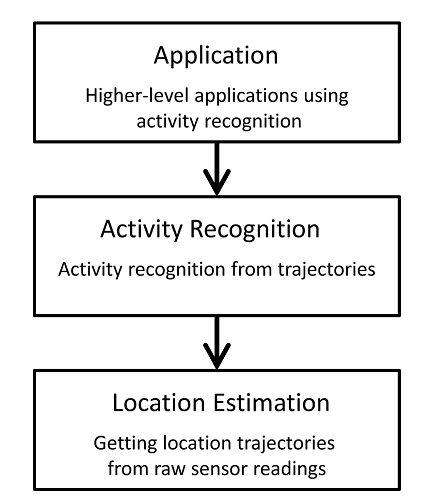 Application
Higher-level applications using
activity recognition
Activity Recognition
Activity recognition from trajectories
Location Estimation
Getting location trajectories
from raw sensor readings